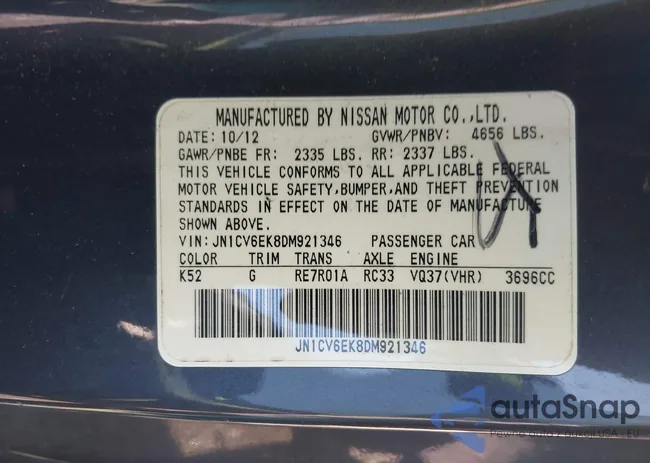 MANUFACTURED BY NISSAN MOTOR CO.,LTD.
DATE: 10/12 GVWR/PNBV: 4656 LBS.
GAWR/PNBE FR: 2335 LBS. RR: 2337 LBS.
THIS VEHICLE CONFORMS TO ALL APPLICABLE FEDERAL
MOTOR VEHICLE SAFETY,BUMPER,AND THEFT PREVENTION
STANDARDS IN EFFECT ON THE DATE OF MANUFACTURE
SHOWN ABOVE.
VIN: JN1CV6EK8DM921346 PASSENGER CAR
COLOR TRIM TRANS AXLE ENGINE
K52 G RE7R01A RC33 VQ37(VHR) 3696CC
JN1CV6EK8DM921346
autaSnap